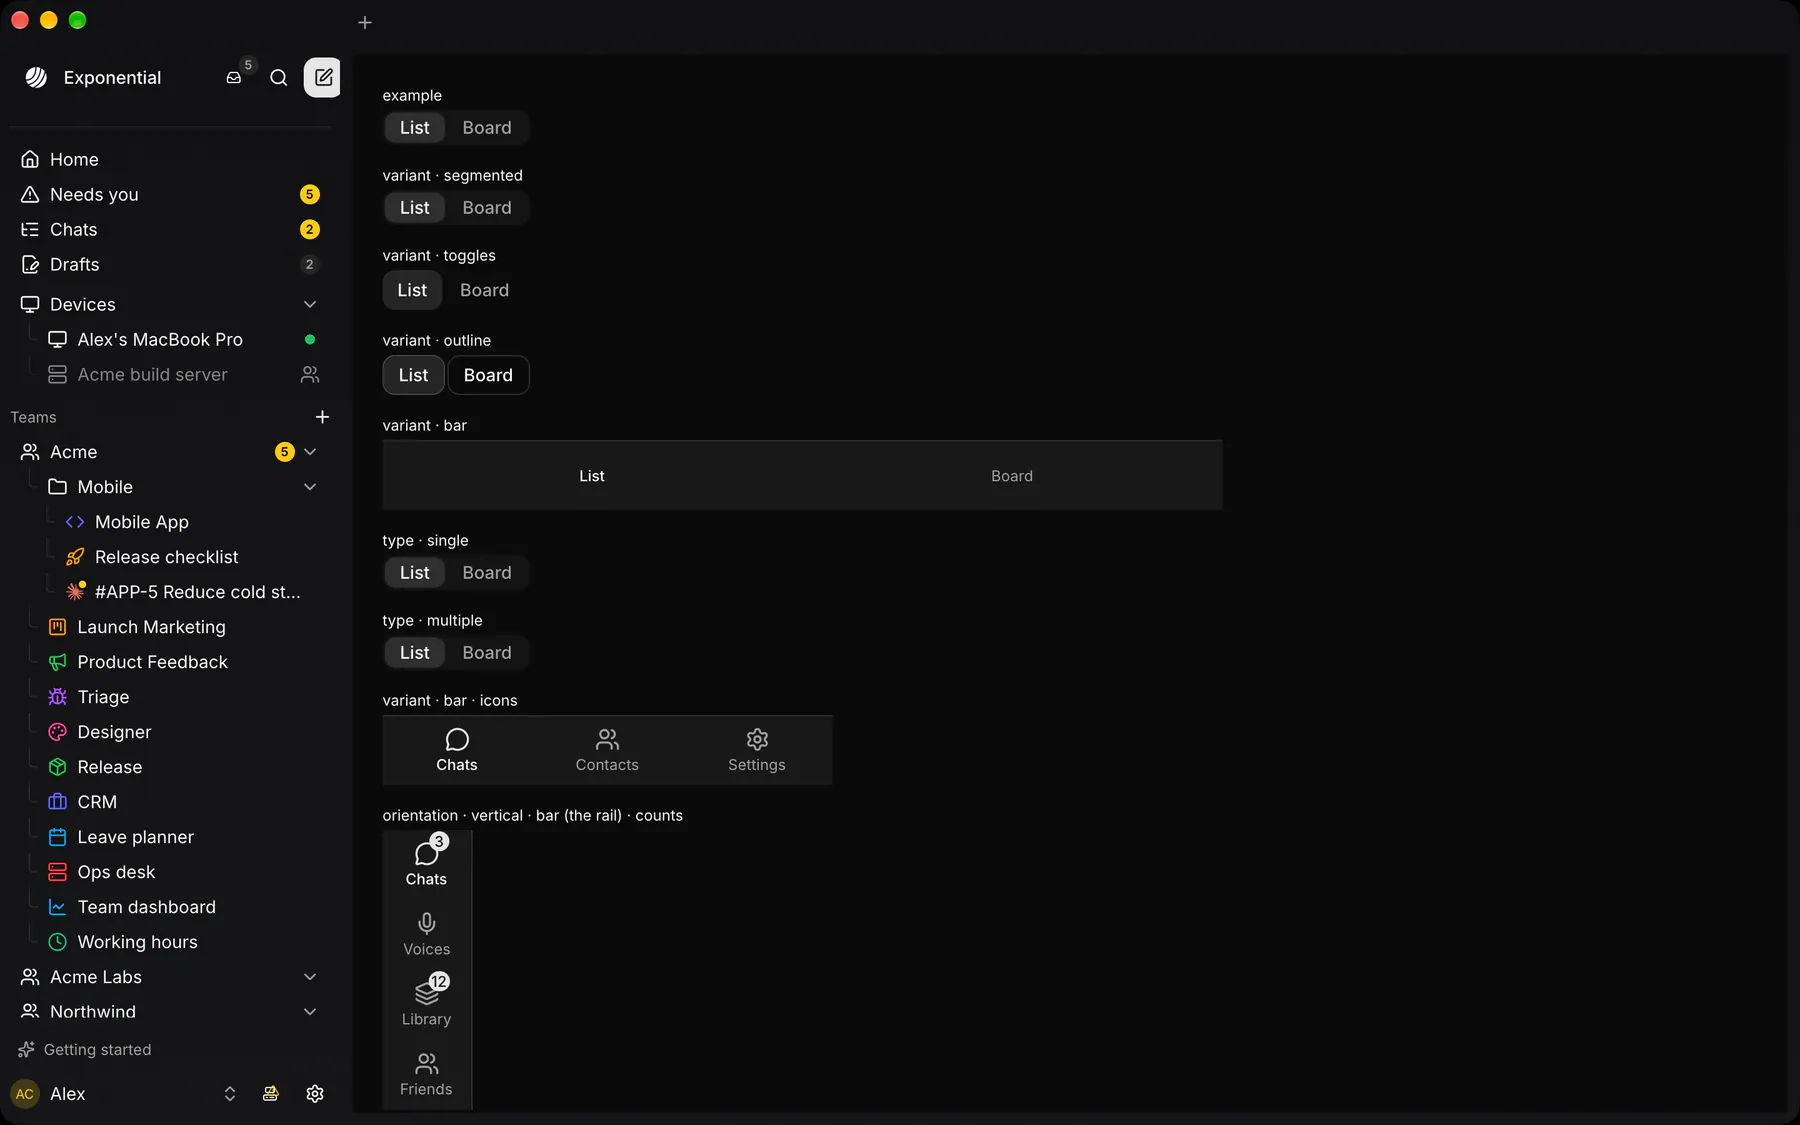 Exponential
5
Home
Needs you
5
Chats
2
Drafts
2
Devices
Alex's MacBook Pro
Acme build server
Teams
Acme
5
Mobile
Mobile App
Release checklist
#APP-5 Reduce cold st...
Launch Marketing
Product Feedback
Triage
Designer
Release
CRM
Leave planner
Ops desk
Team dashboard
Working hours
Acme Labs
Northwind
Getting started
AC
Alex
example
List
Board
variant · segmented
List
Board
variant · toggles
List
Board
variant · outline
List
Board
variant · bar
List
Board
type · single
List
Board
type · multiple
List
Board
variant · bar · icons
Chats
Contacts
Settings
orientation · vertical · bar (the rail) · counts
3
Chats
Voices
12
Library
Friends